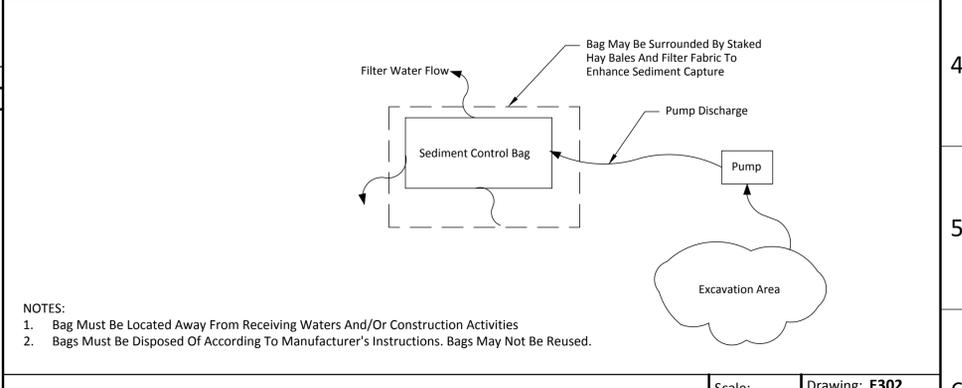 Bag May Be Surrounded By Staked
Hay Bales And Filter Fabric To
Enhance Sediment Capture
4
Filter Water Flow
Pump Discharge
Sediment Control Bag
Pump
5
Excavation Area
NOTES:
1. Bag Must Be Located Away From Receiving Waters And/Or Construction Activities
2. Bags Must Be Disposed Of According To Manufacturer's Instructions. Bags May Not Be Reused.
Scale:
Drawing: E302